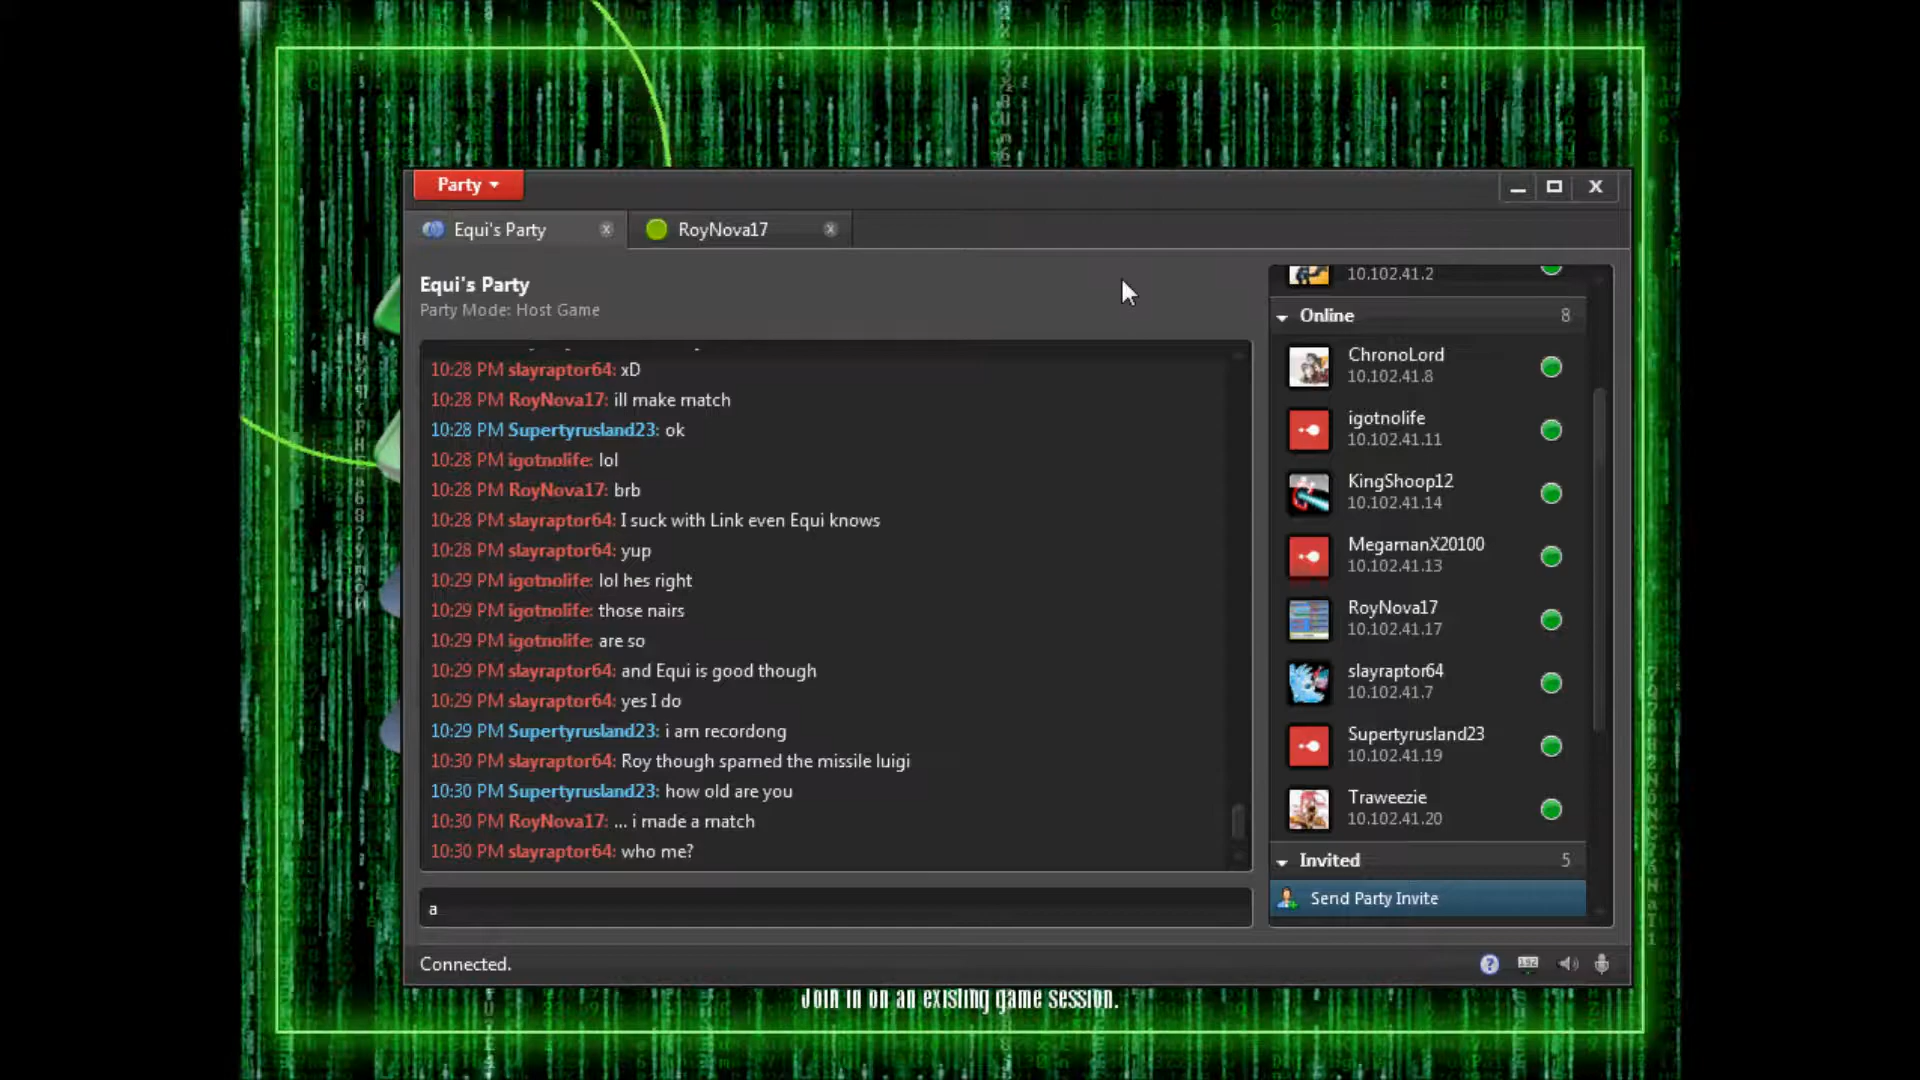 Party
Equi's Party
RoyNova17
Equi's Party
Party Mode: Host Game
10:28 PM slayraptor64: xD
10:28 PM RoyNova17: ill make match
10:28 PM Supertyrusland23: ok
10:28 PM igotnolife: lol
10:28 PM RoyNova17: brb
10:28 PM slayraptor64: I suck with Link even Equi knows
10:28 PM slayraptor64: yup
10:29 PM igotnolife: lol hes right
10:29 PM igotnolife: those nairs
10:29 PM igotnolife: are so
10:29 PM slayraptor64: and Equi is good though
10:29 PM slayraptor64: yes I do
10:29 PM Supertyrusland23: i am recordong
10:30 PM slayraptor64: Roy though spamed the missile luigi
10:30 PM Supertyrusland23: how old are you
10:30 PM RoyNova17: ... i made a match
10:30 PM slayraptor64: who me?
a
10.102.41.2
Online 8
ChronoLord
10.102.41.8
igotnolife
10.102.41.11
KingShoop12
10.102.41.14
MegamanX20100
10.102.41.13
RoyNova17
10.102.41.17
slayraptor64
10.102.41.7
Supertyrusland23
10.102.41.19
Traweezie
10.102.41.20
Invited 5
Send Party Invite
Connected.
Join in on an existing game session.